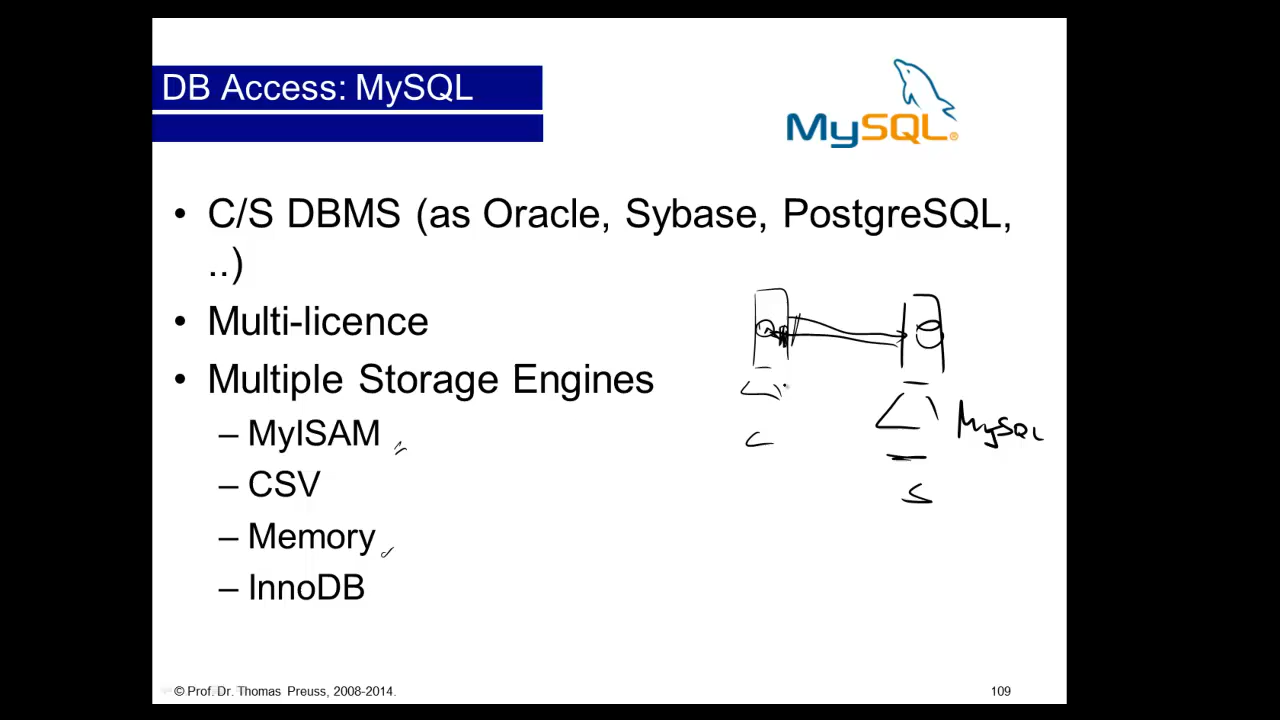 DB Access: MySQL
MySQL®
• C/S DBMS (as Oracle, Sybase, PostgreSQL,
..)
• Multi-licence
• Multiple Storage Engines
– MyISAM
– CSV
– Memory
– InnoDB
C
S
MySQL
© Prof. Dr. Thomas Preuss, 2008-2014.
109